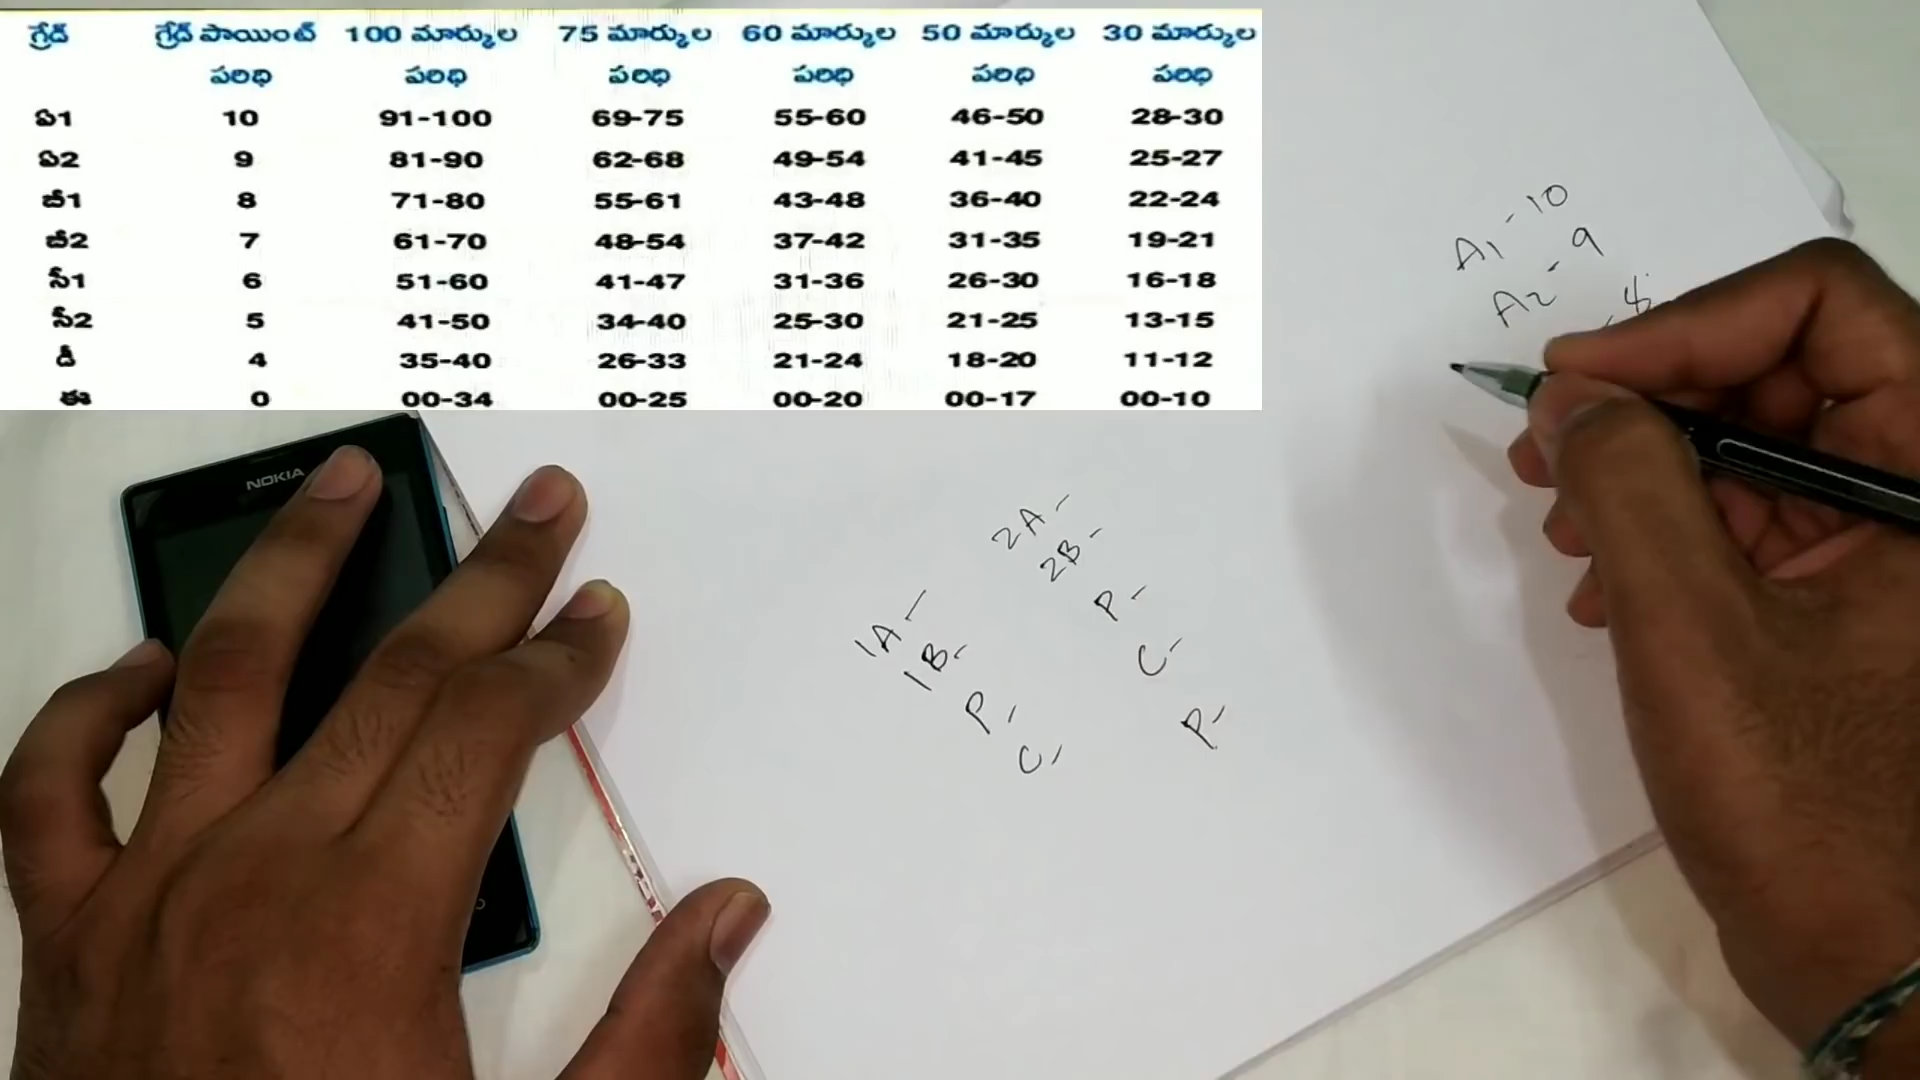 గ్రేడ్ గ్రేడ్ పాయింట్ 100 మార్కుల 75 మార్కుల 60 మార్కుల 50 మార్కుల 30 మార్కుల
పరిధి పరిధి పరిధి పరిధి పరిధి పరిధి
ఏ1 10 91-100 69-75 55-60 46-50 28-30
ఏ2 9 81-90 62-68 49-54 41-45 25-27
బీ1 8 71-80 55-61 43-48 36-40 22-24
బీ2 7 61-70 48-54 37-42 31-35 19-21
సీ1 6 51-60 41-47 31-36 26-30 16-18
సీ2 5 41-50 34-40 25-30 21-25 13-15
డీ 4 35-40 26-33 21-24 18-20 11-12
ఈ 0 00-34 00-25 00-20 00-17 00-10
A1 - 10
A2 - 9
- 8
NOKIA
2A -
2B -
P -
C -
P -
1A -
1B -
P -
C -